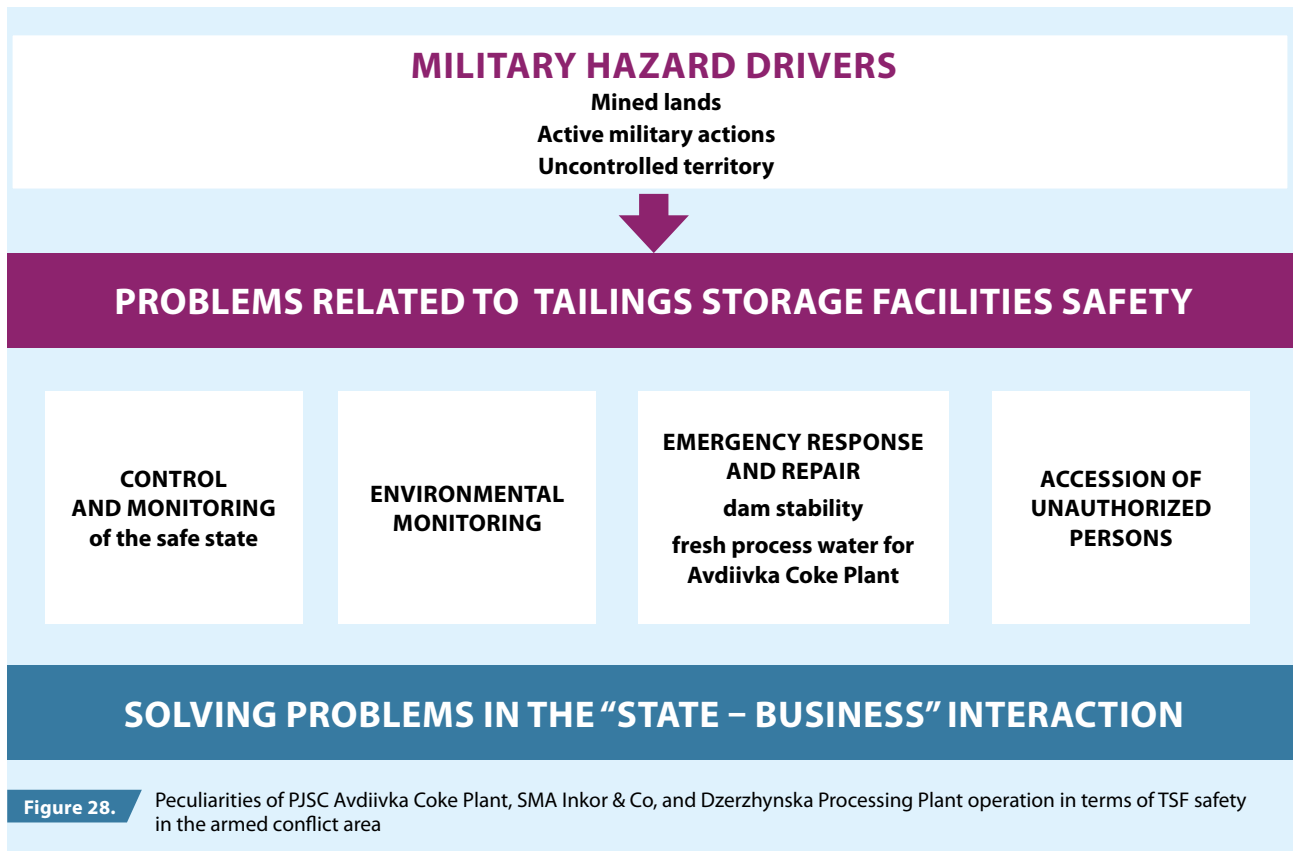 MILITARY HAZARD DRIVERS
Mined lands
Active military actions
Uncontrolled territory
PROBLEMS RELATED TO TAILINGS STORAGE FACILITIES SAFETY
CONTROL
AND MONITORING
of the safe state
ENVIRONMENTAL
MONITORING
EMERGENCY RESPONSE
AND REPAIR
dam stability
fresh process water for
Avdiivka Coke Plant
ACCESSION OF
UNAUTHORIZED
PERSONS
SOLVING PROBLEMS IN THE “STATE – BUSINESS” INTERACTION
Figure 28.
Peculiarities of PJSC Avdiivka Coke Plant, SMA Inkor & Co, and Dzerzhynska Processing Plant operation in terms of TSF safety
in the armed conflict area